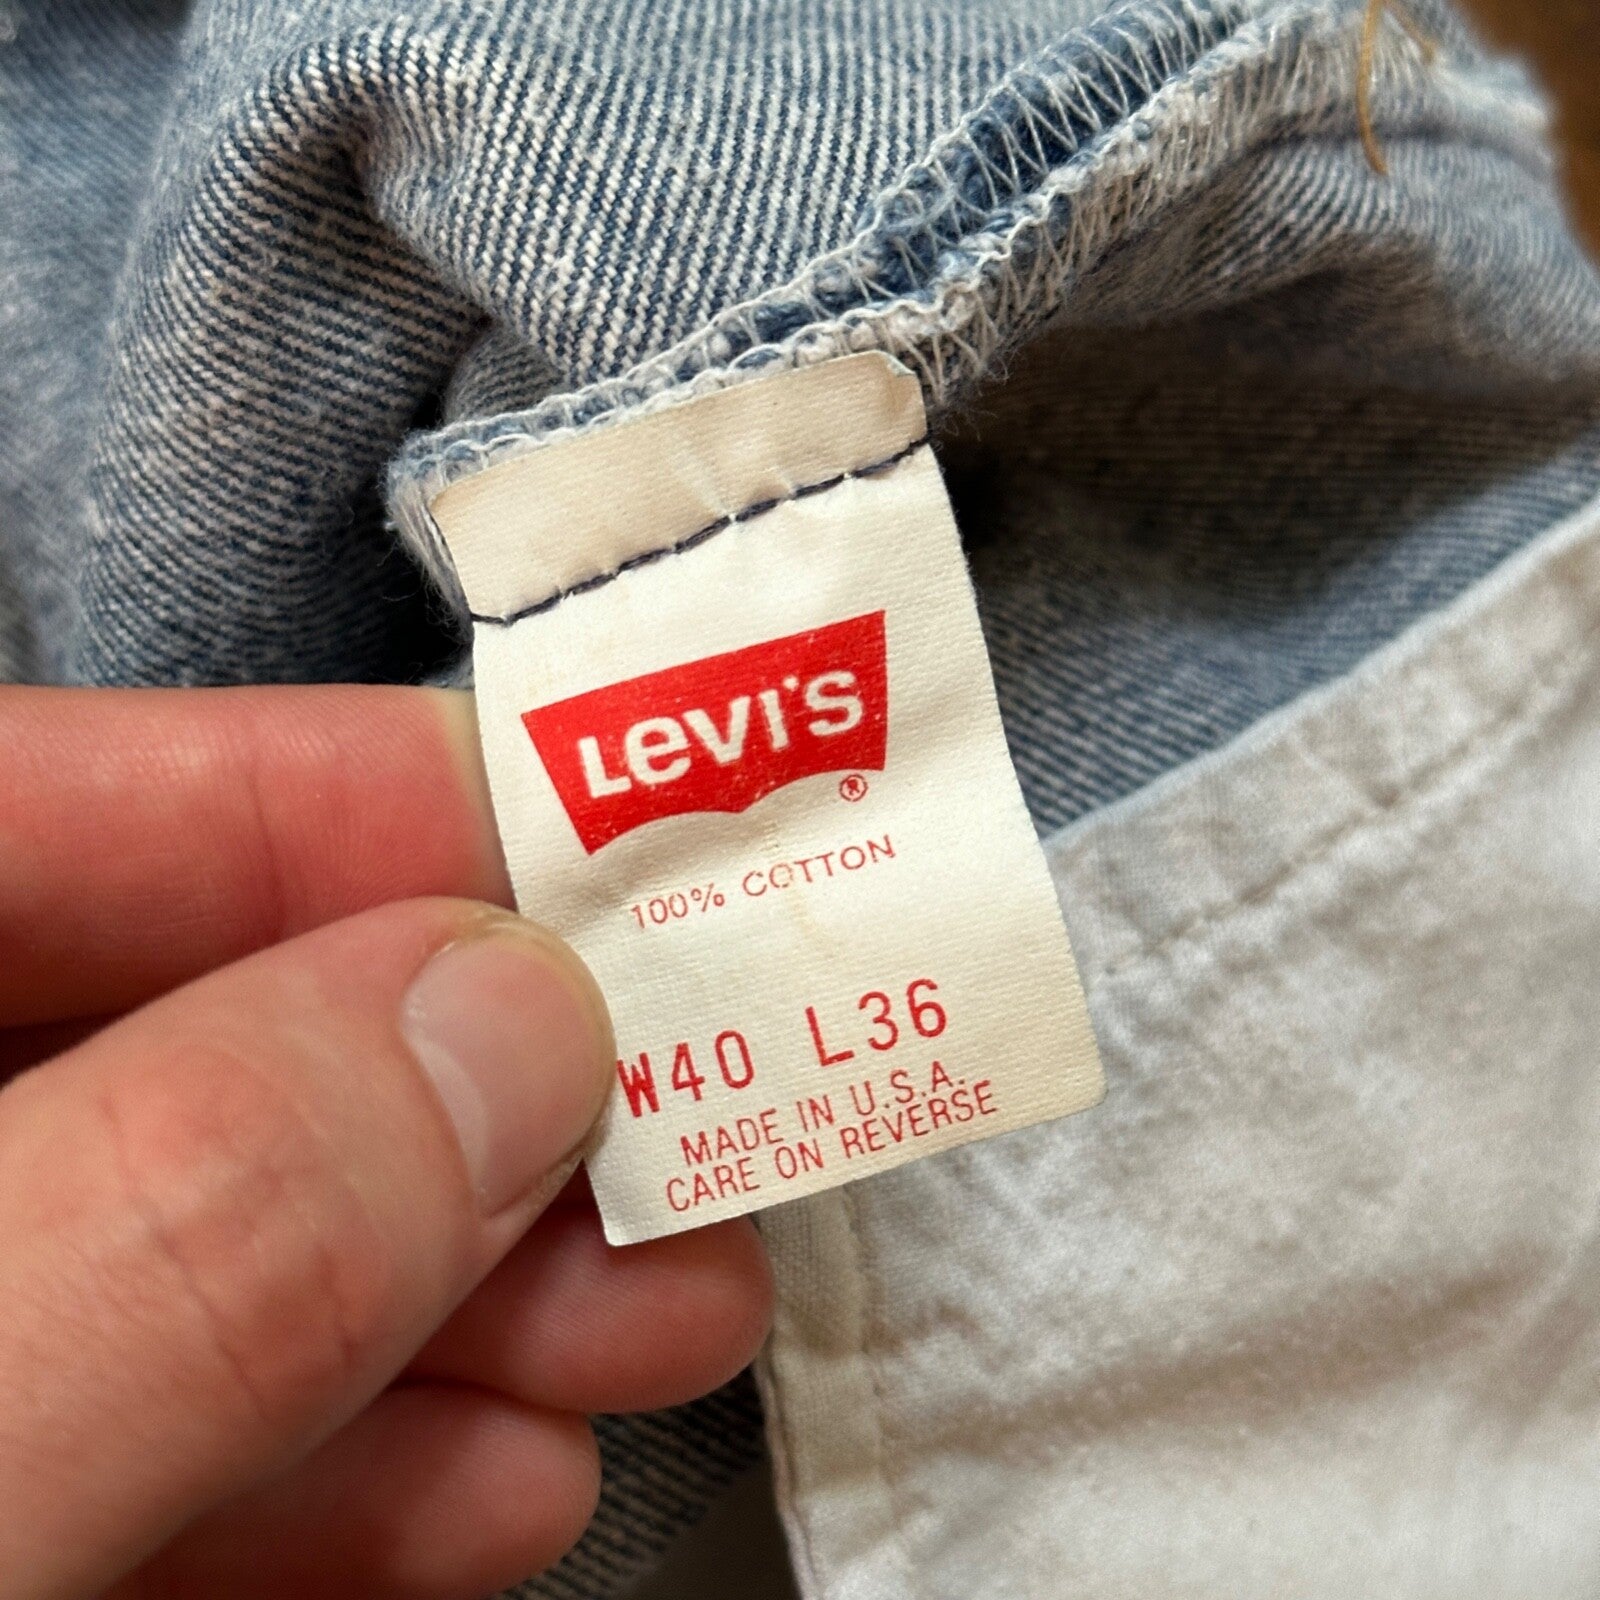 Levi's ®
100% COTTON
W40 L36
MADE IN U.S.A.
CARE ON REVERSE